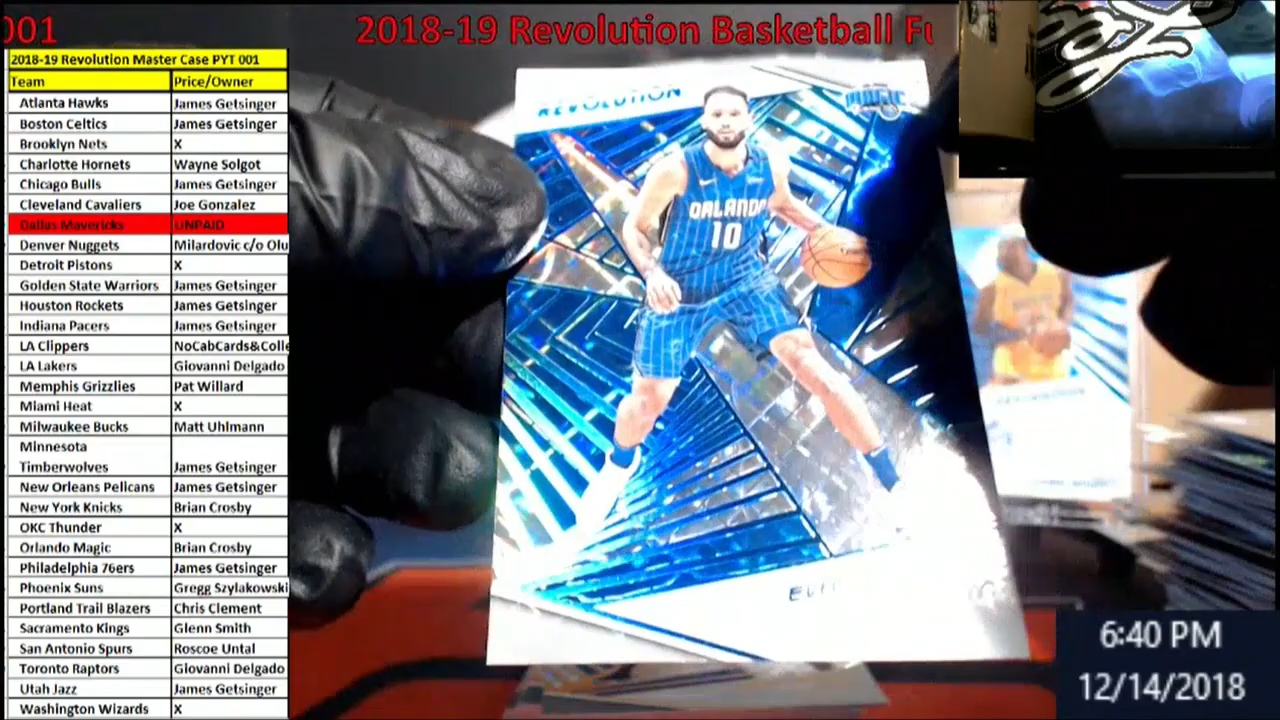 001 2018-19 Revolution Basketball Fu
2018-19 Revolution Master Case PYT 001
Team Price/Owner
Atlanta Hawks James Getsinger
Boston Celtics James Getsinger
Brooklyn Nets X
Charlotte Hornets Wayne Solgot
Chicago Bulls James Getsinger
Cleveland Cavaliers Joe Gonzalez
Dallas Mavericks UNPAID
Denver Nuggets Milardovic c/o Olu
Detroit Pistons X
Golden State Warriors James Getsinger
Houston Rockets James Getsinger
Indiana Pacers James Getsinger
LA Clippers NoCabCards&Colle
LA Lakers Giovanni Delgado
Memphis Grizzlies Pat Willard
Miami Heat X
Milwaukee Bucks Matt Uhlmann
Minnesota
Timberwolves James Getsinger
New Orleans Pelicans James Getsinger
New York Knicks Brian Crosby
OKC Thunder X
Orlando Magic Brian Crosby
Philadelphia 76ers James Getsinger
Phoenix Suns Gregg Szylakowski
Portland Trail Blazers Chris Clement
Sacramento Kings Glenn Smith
San Antonio Spurs Roscoe Untal
Toronto Raptors Giovanni Delgado
Utah Jazz James Getsinger
Washington Wizards X
REVOLUTION
MAGIC
ORLANDO
10
6:40 PM
12/14/2018